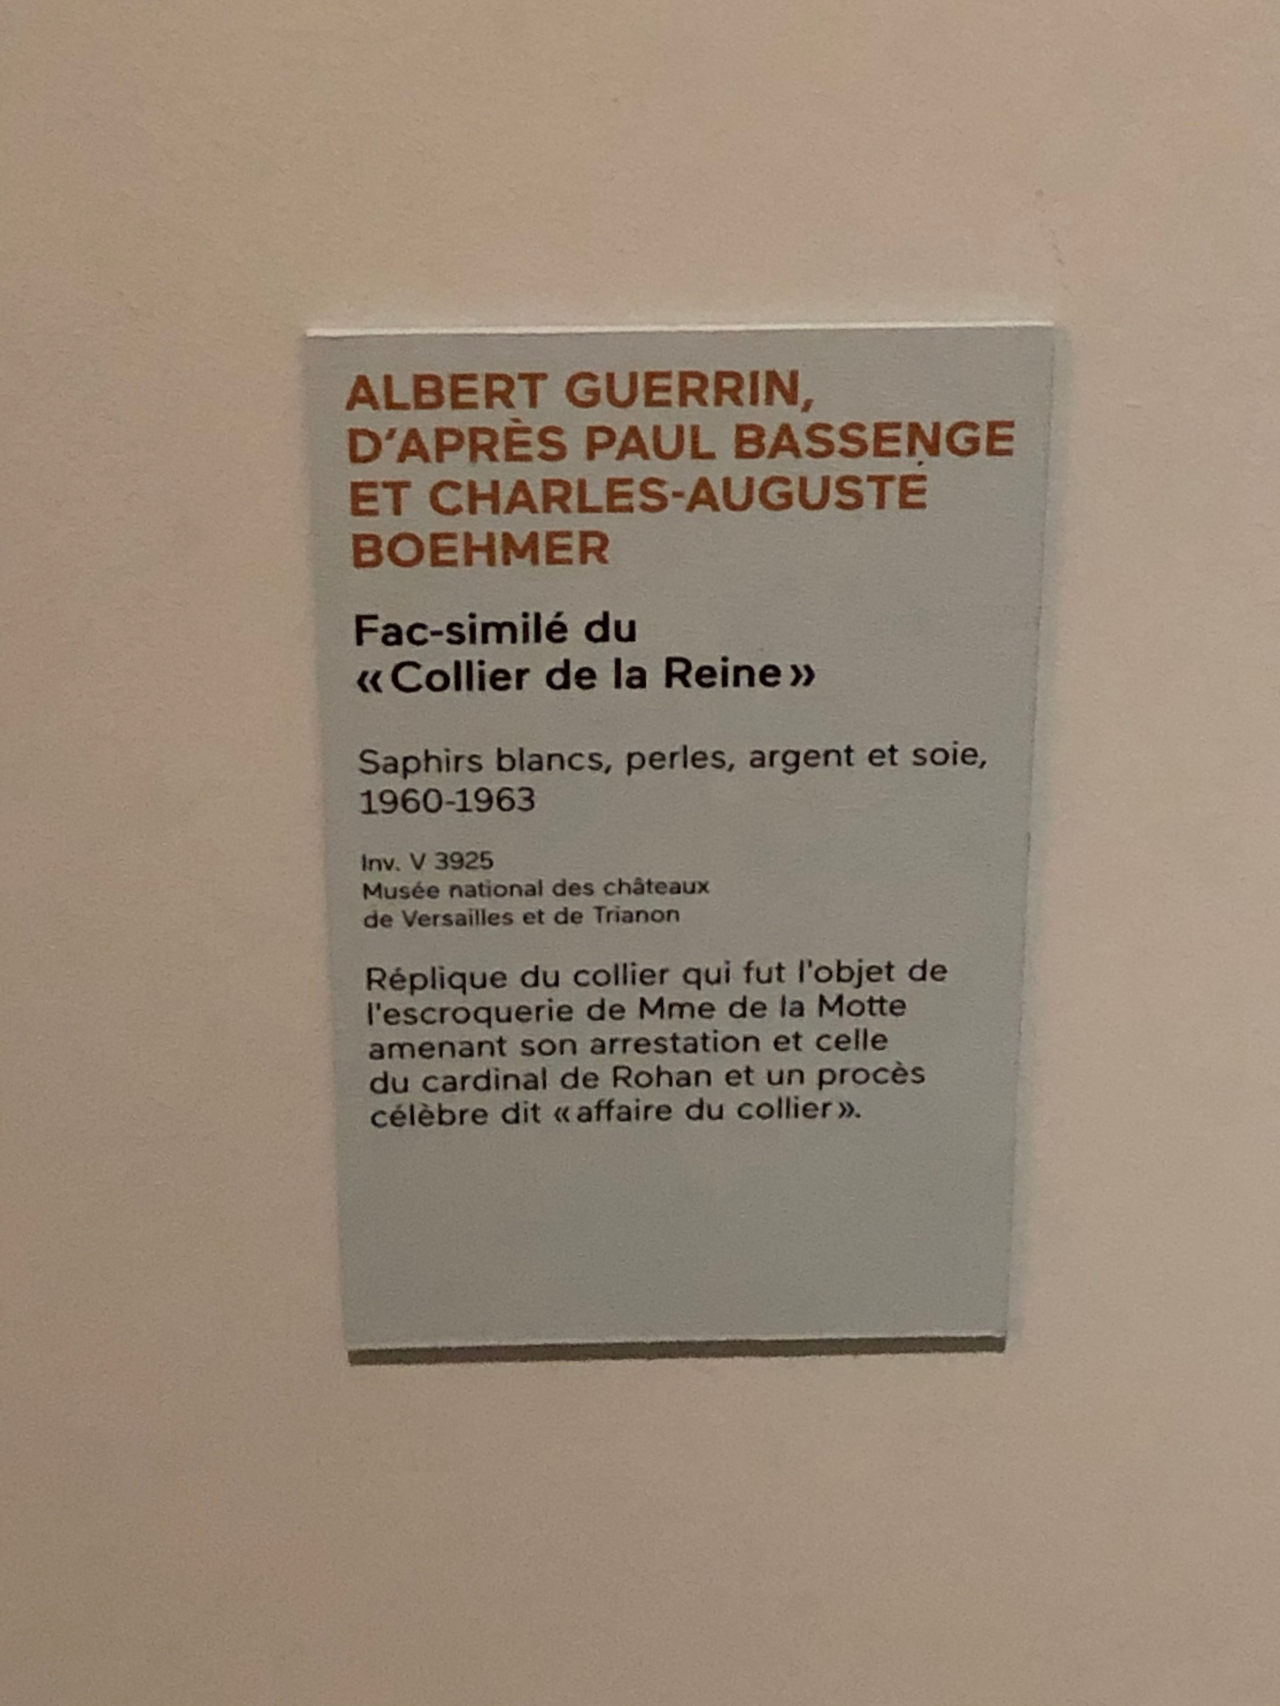 ALBERT GUERRIN,
D'APRÈS PAUL BASSENGE
ET CHARLES-AUGUSTE
BOEHMER
Fac-similé du
« Collier de la Reine »
Saphirs blancs, perles, argent et soie,
1960-1963
Inv. V 3925
Musée national des châteaux
de Versailles et de Trianon
Réplique du collier qui fut l'objet de
l'escroquerie de Mme de la Motte
amenant son arrestation et celle
du cardinal de Rohan et un procès
célèbre dit « affaire du collier ».